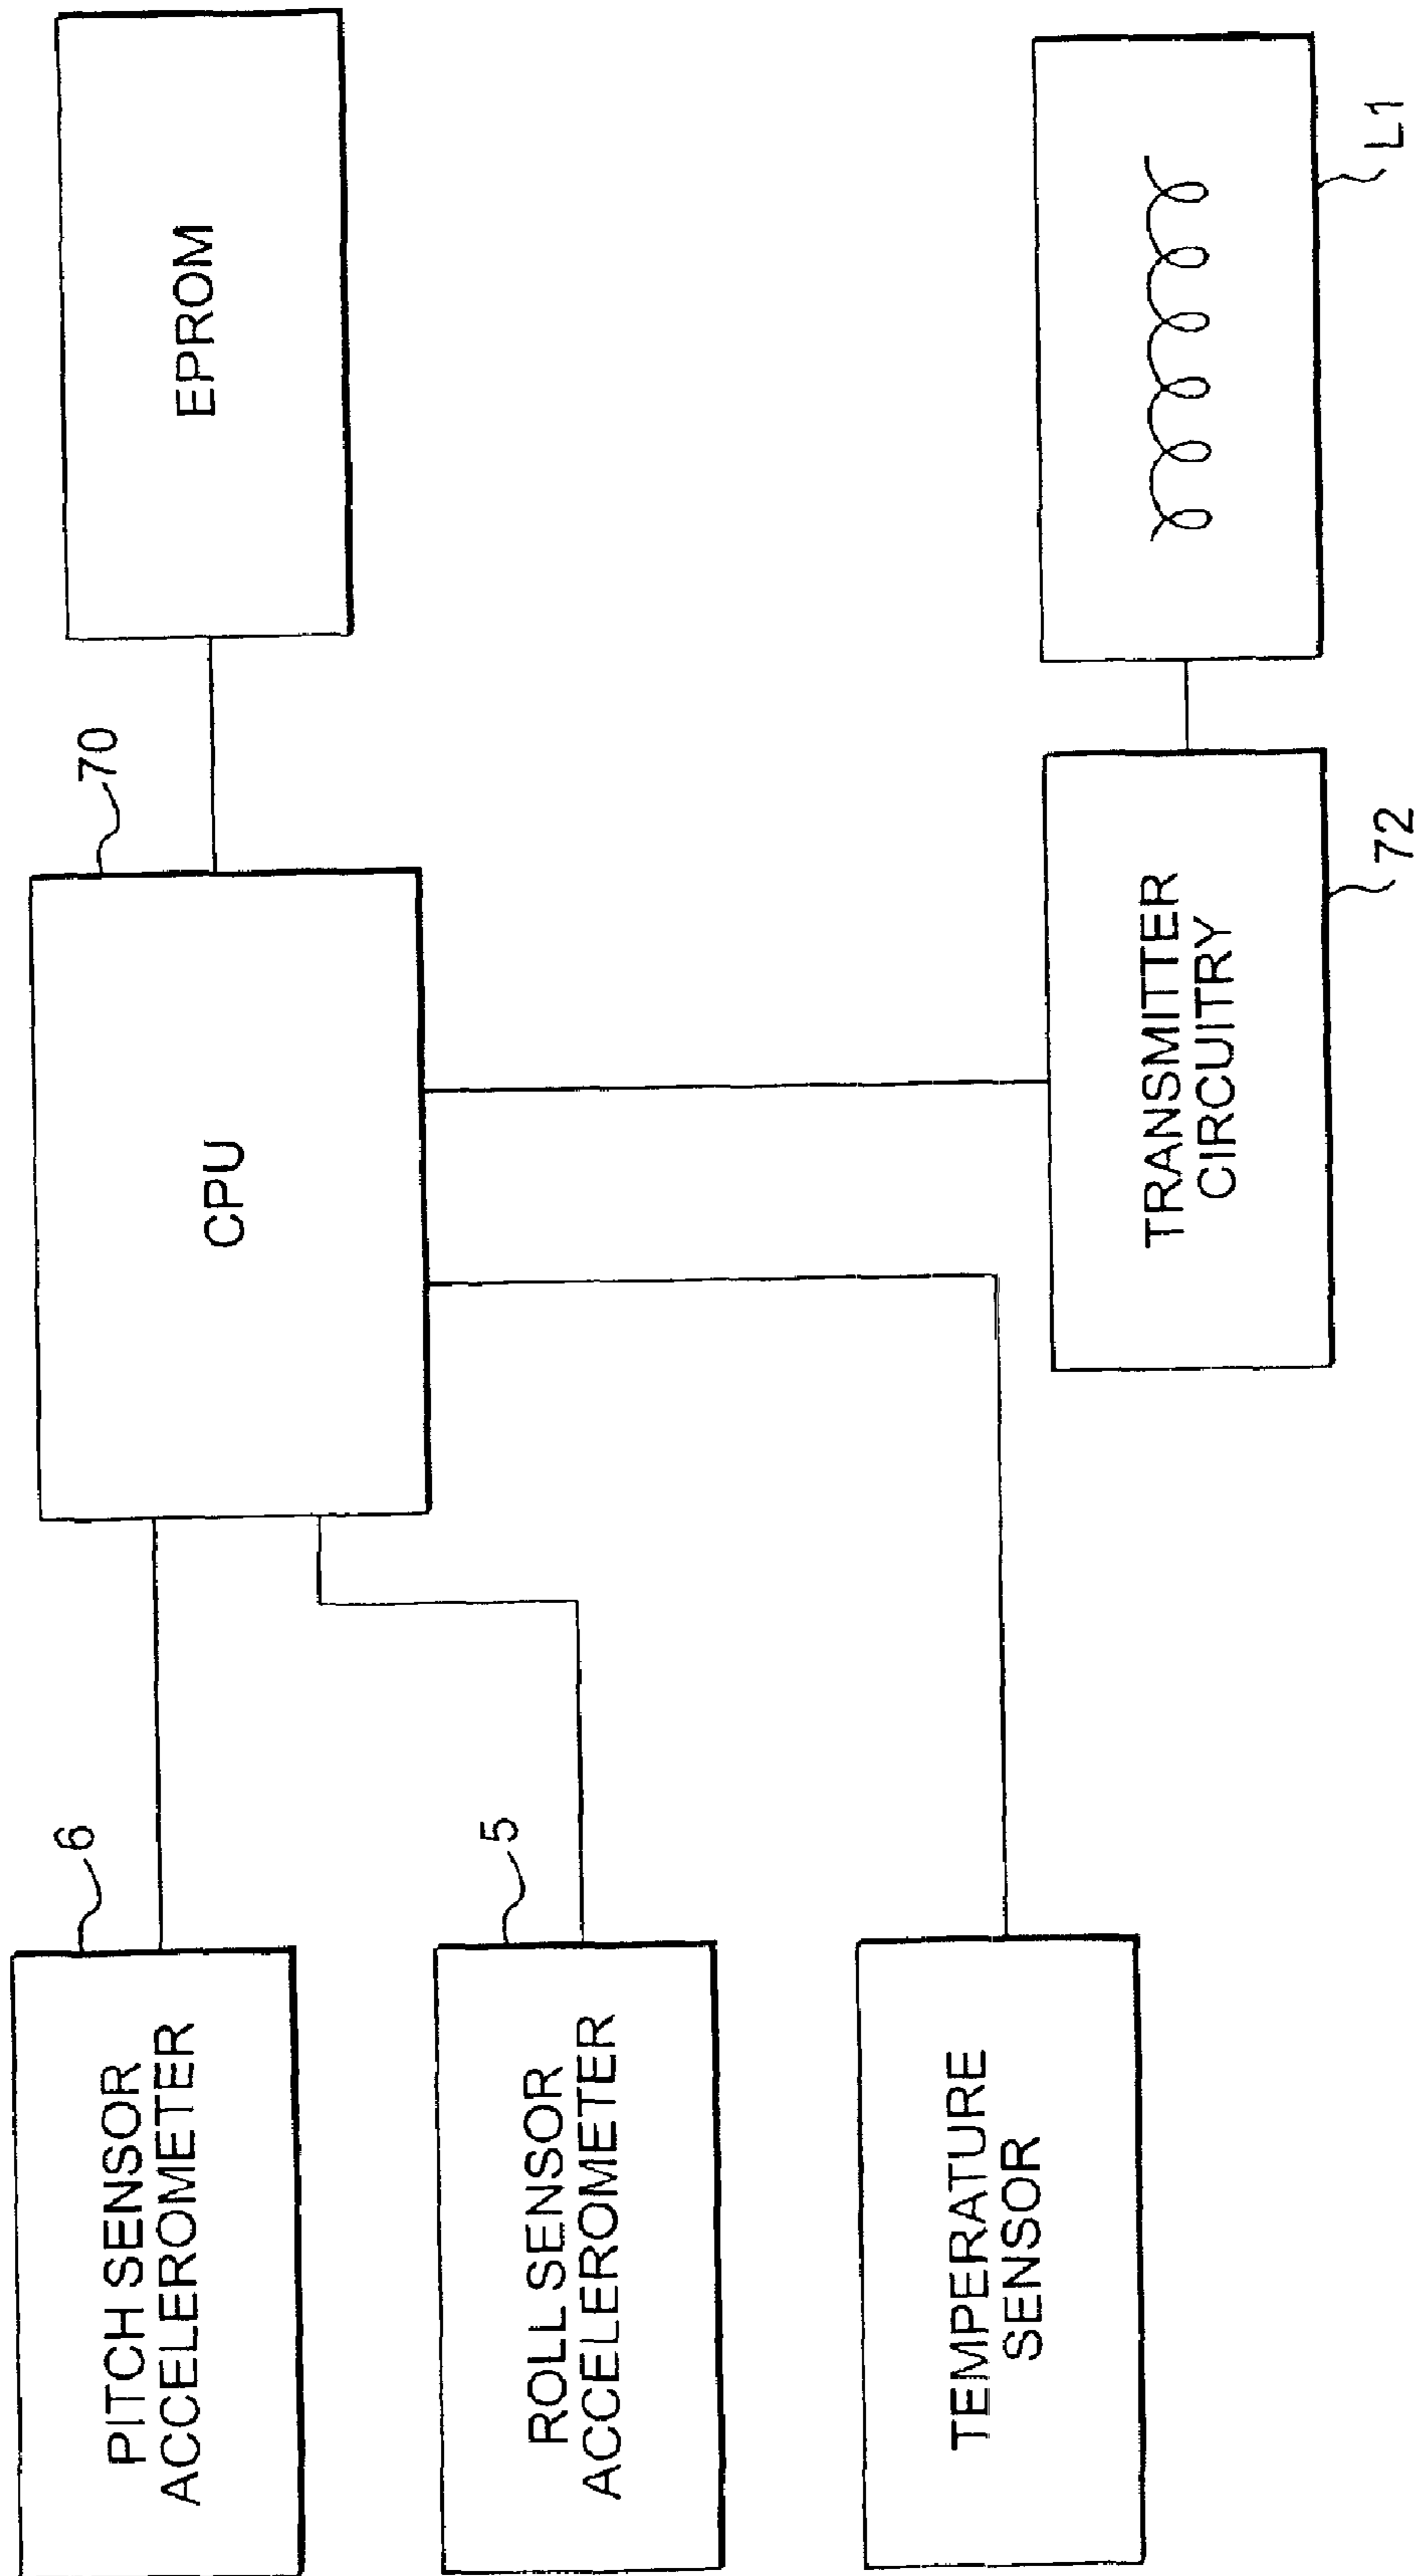 6
PITCH SENSOR
ACCELEROMETER
5
ROLL SENSOR
ACCELEROMETER
TEMPERATURE
SENSOR
70
CPU
TRANSMITTER
CIRCUITRY
72
EPROM
L1